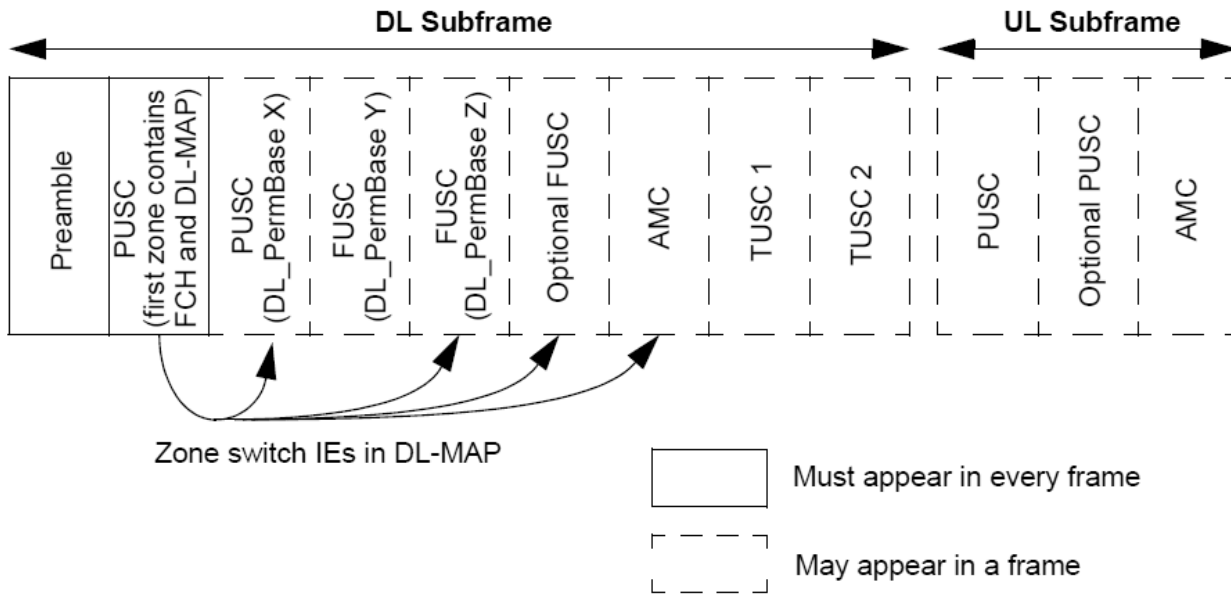 DL Subframe
UL Subframe
Preamble
PUSC
(first zone contains
FCH and DL-MAP)
PUSC
(DL_PermBase X)
FUSC
(DL_PermBase Y)
FUSC
(DL_PermBase Z)
Optional FUSC
AMC
TUSC 1
TUSC 2
PUSC
Optional PUSC
AMC
Zone switch IEs in DL-MAP
Must appear in every frame
May appear in a frame